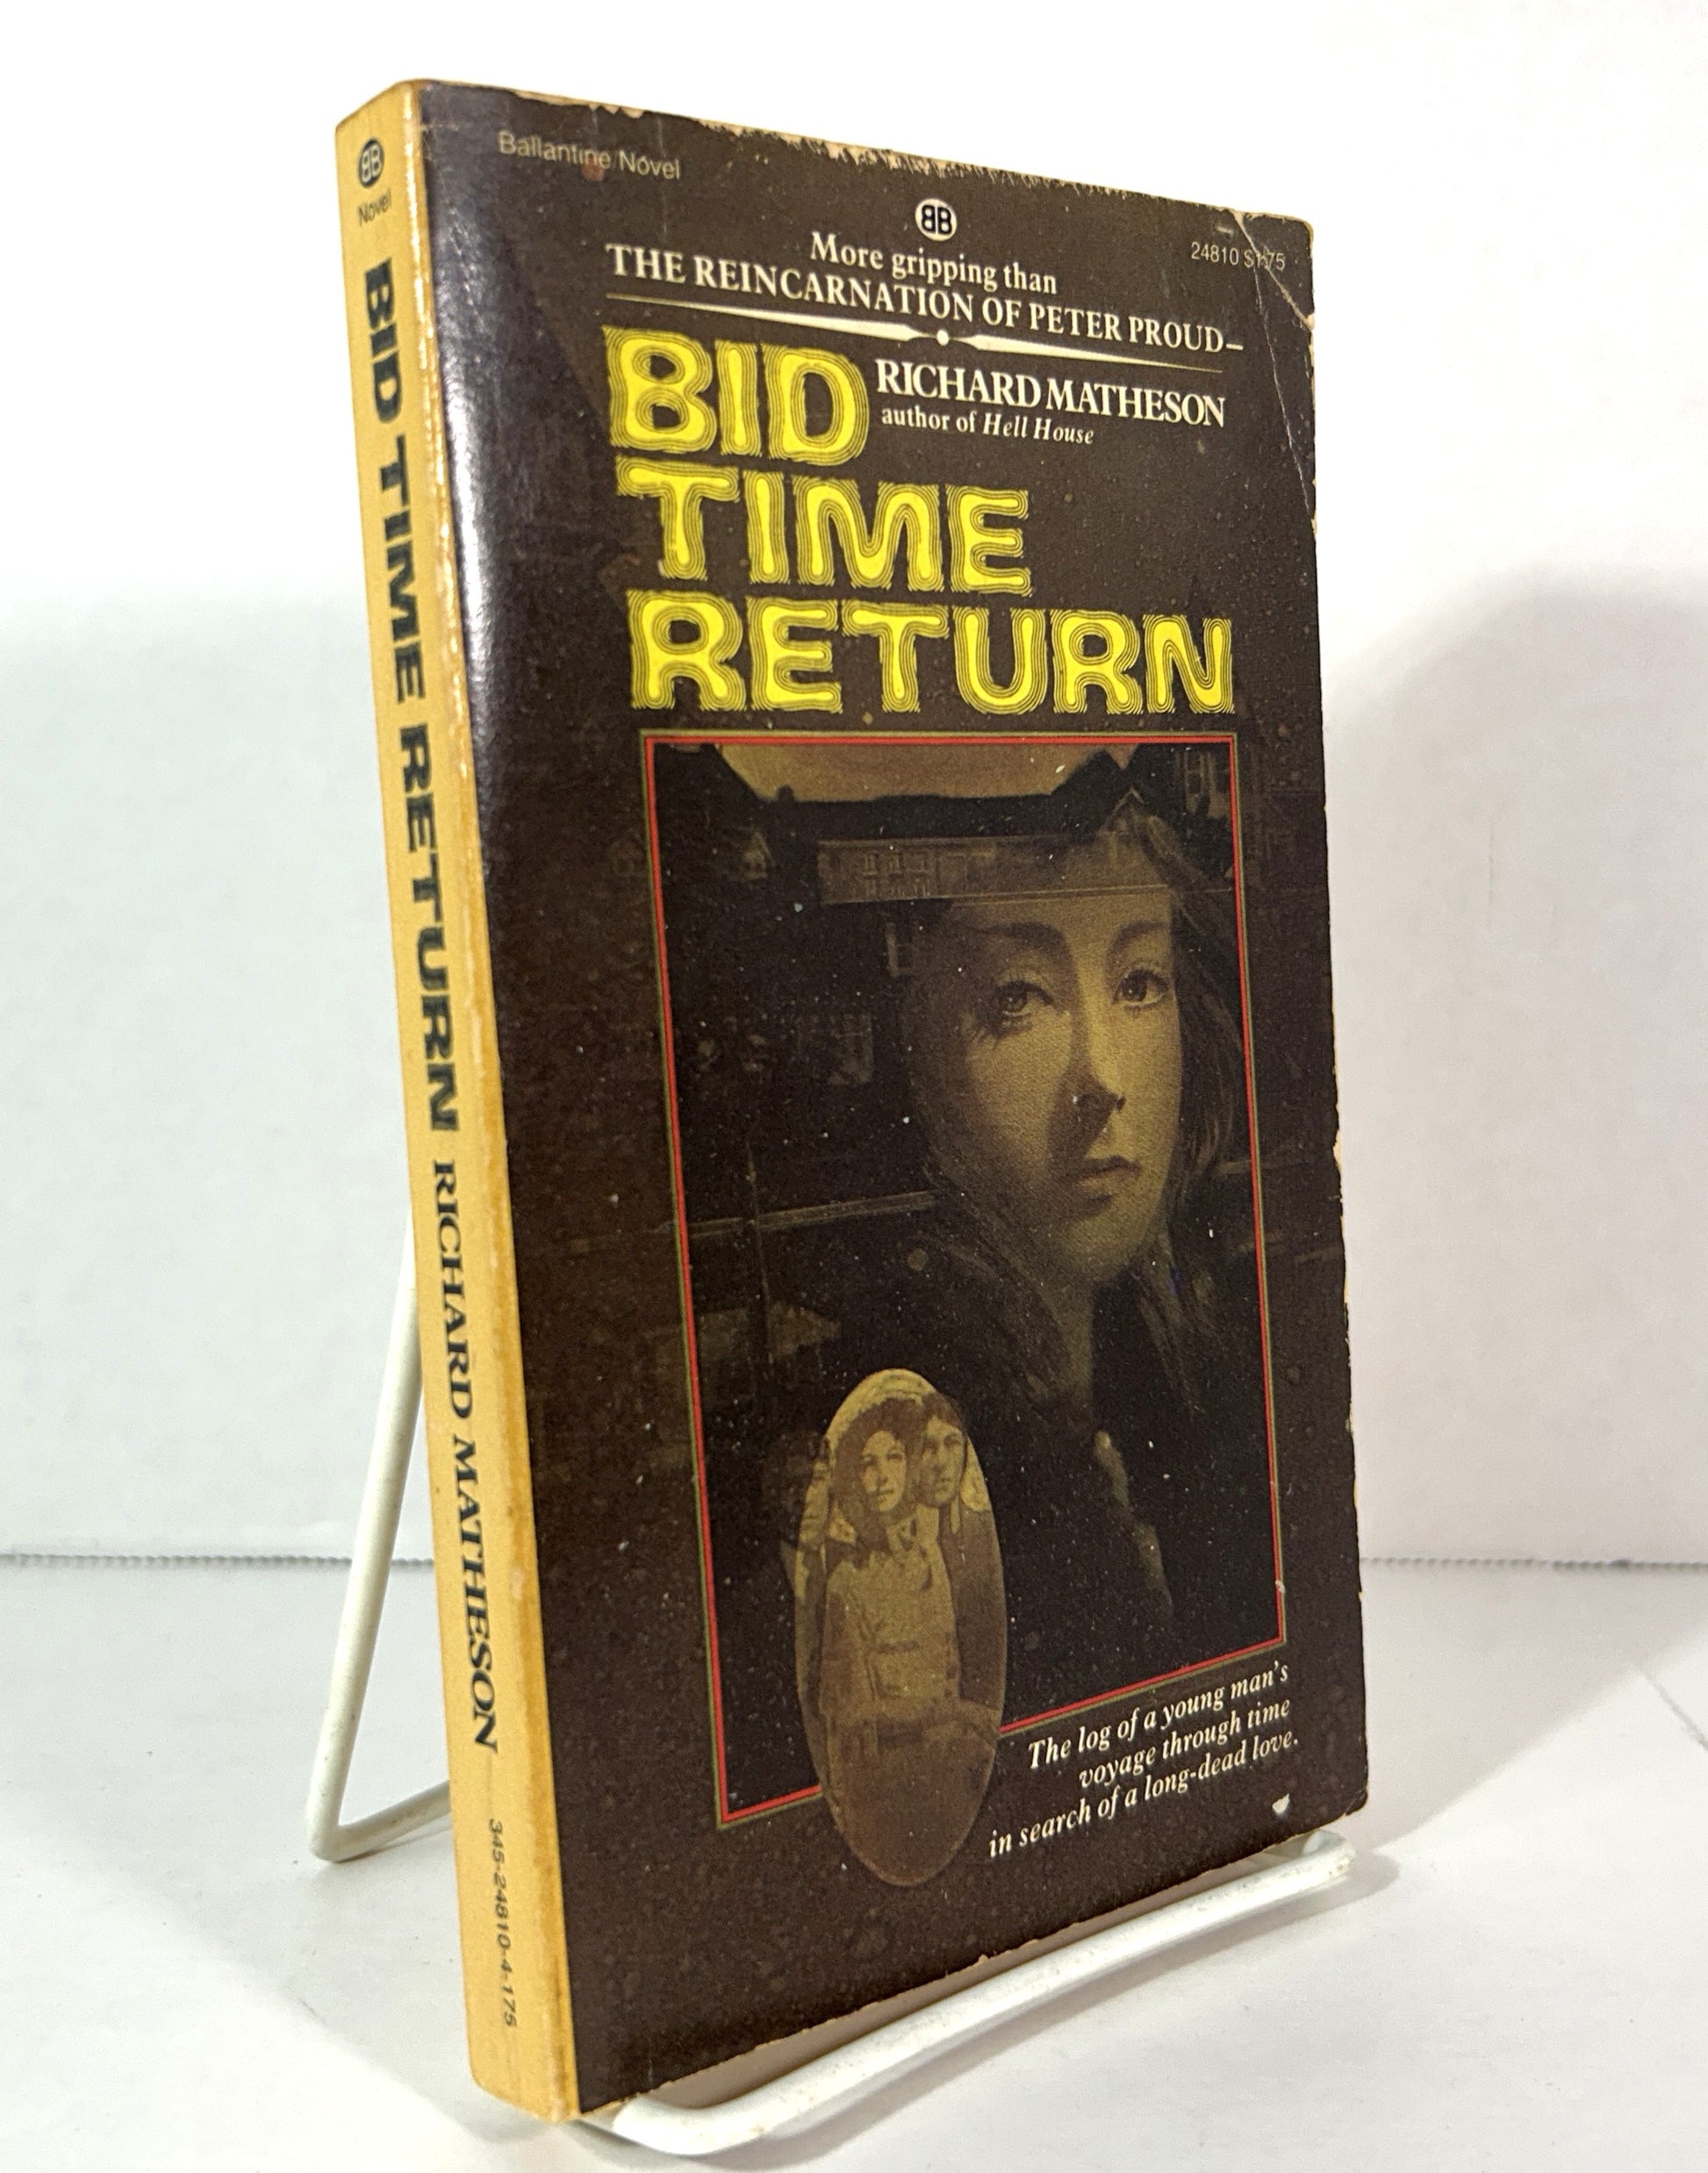 BB
Novel
BID TIME RETURN RICHARD MATHESON
345-24810-4-175
Ballantine Novel
BB
24810 $1.75
More gripping than
THE REINCARNATION OF PETER PROUD—
BID
RICHARD MATHESON
author of Hell House
TIME
RETURN
The log of a young man's
voyage through time
in search of a long-dead love.